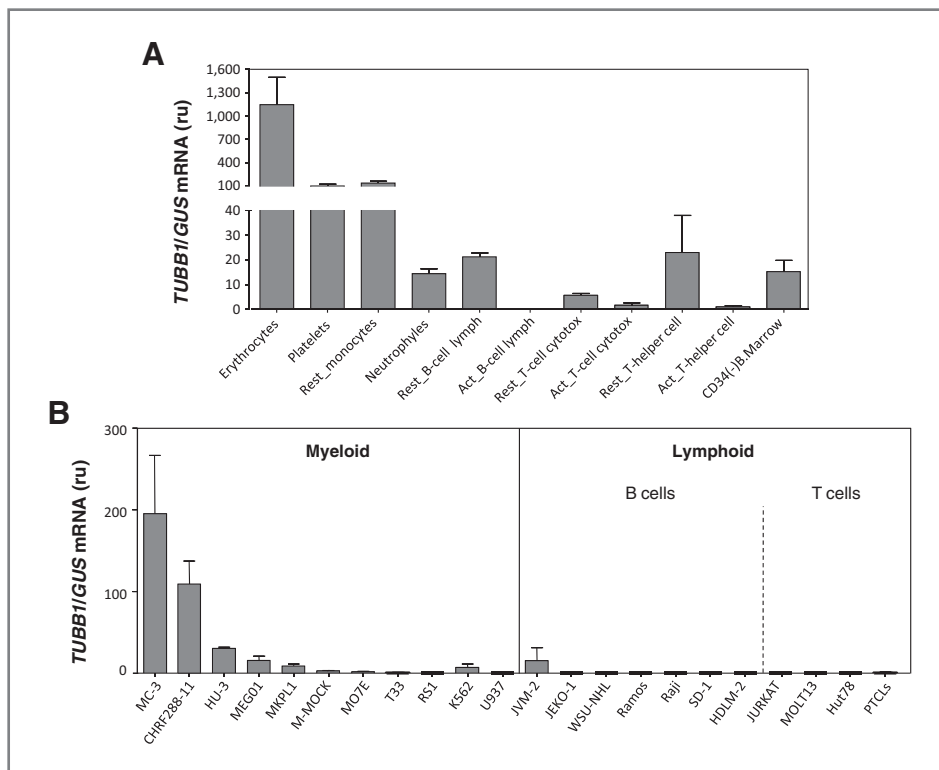 A
TUBB1/GUS mRNA (ru)
1,600
1,300
1,000
700
400
100
40
30
20
10
0
Erythrocytes
Platelets
Rest_monocytes
Neutrophyles
Rest_B-cell lymph
Act_B-cell lymph
Rest_T-cell cytotox
Act_T-cell cytotox
Rest_T-helper cell
Act_T-helper cell
CD34(-)B.Marrow
B
TUBB1/GUS mRNA (ru)
300
200
100
0
Myeloid
Lymphoid
B cells
T cells
MC-3
CHRF288-11
HU-3
MEG01
MKPL1
M-MOCK
MO7E
T33
RS1
K562
U937
JVM-2
JEKO-1
WSU-NHL
Ramos
Raji
SD-1
HDLM-2
JURKAT
MOLT13
Hut78
PTCLs